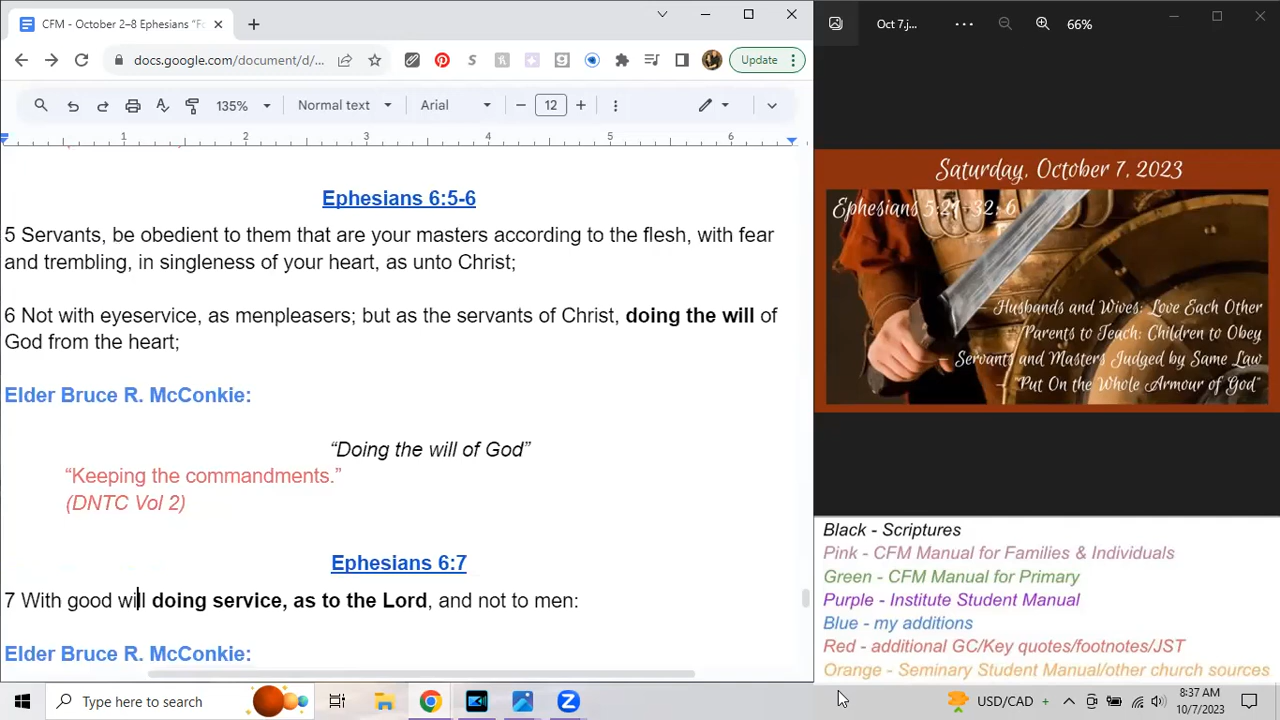 CFM - October 2–8 Ephesians "Fo
Oct 7.j...
66%
docs.google.com/document/d/...
Update
135%
Normal text
Arial
12
1 2 3 4 5 6
Ephesians 6:5-6
5 Servants, be obedient to them that are your masters according to the flesh, with fear
and trembling, in singleness of your heart, as unto Christ;
6 Not with eyeservice, as menpleasers; but as the servants of Christ, doing the will of
God from the heart;
Elder Bruce R. McConkie:
“Doing the will of God”
“Keeping the commandments.”
(DNTC Vol 2)
Ephesians 6:7
7 With good will doing service, as to the Lord, and not to men:
Elder Bruce R. McConkie:
Saturday, October 7, 2023
Ephesians 5:21-32; 6
– Husbands and Wives: Love Each Other
– Parents to Teach: Children to Obey
– Servants and Masters Judged by Same Law
– "Put On the Whole Armour of God"
Black - Scriptures
Pink - CFM Manual for Families & Individuals
Green - CFM Manual for Primary
Purple - Institute Student Manual
Blue - my additions
Red - additional GC/Key quotes/footnotes/JST
Orange - Seminary Student Manual/other church sources
Type here to search
USD/CAD
8:37 AM
10/7/2023